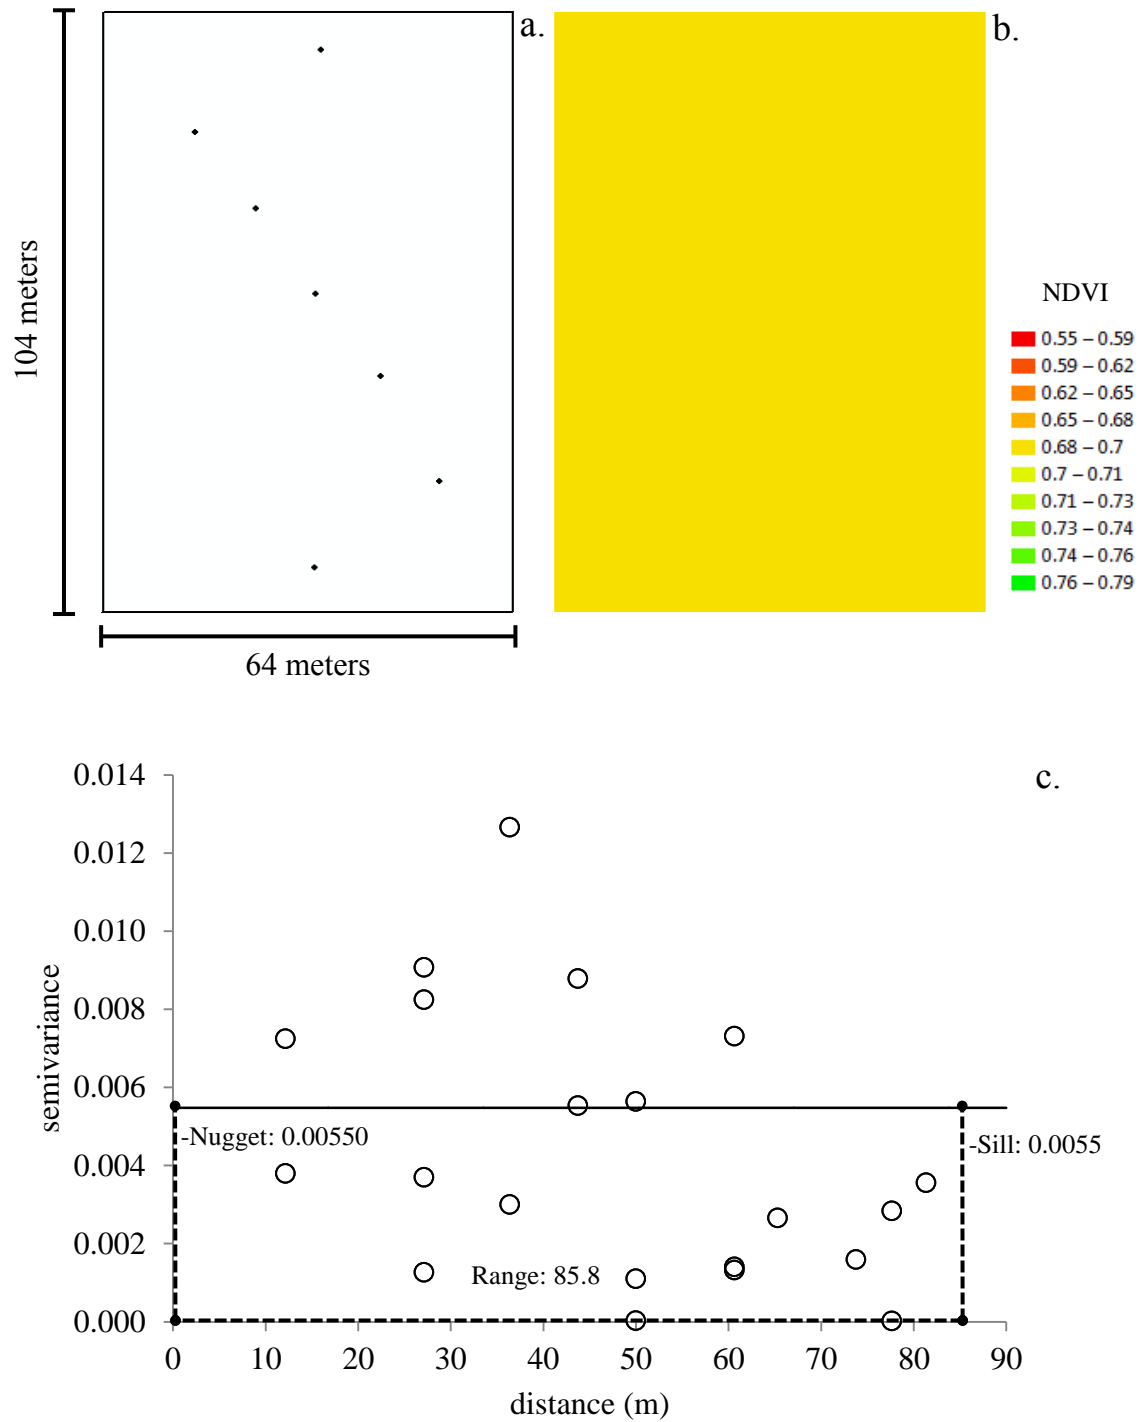 a.
b.
104 meters
64 meters
NDVI
0.55 – 0.59
0.59 – 0.62
0.62 – 0.65
0.65 – 0.68
0.68 – 0.7
0.7 – 0.71
0.71 – 0.73
0.73 – 0.74
0.74 – 0.76
0.76 – 0.79
c.
semivariance
0.014
0.012
0.010
0.008
0.006
0.004
0.002
0.000
-Nugget: 0.00550
-Sill: 0.0055
Range: 85.8
0 10 20 30 40 50 60 70 80 90
distance (m)